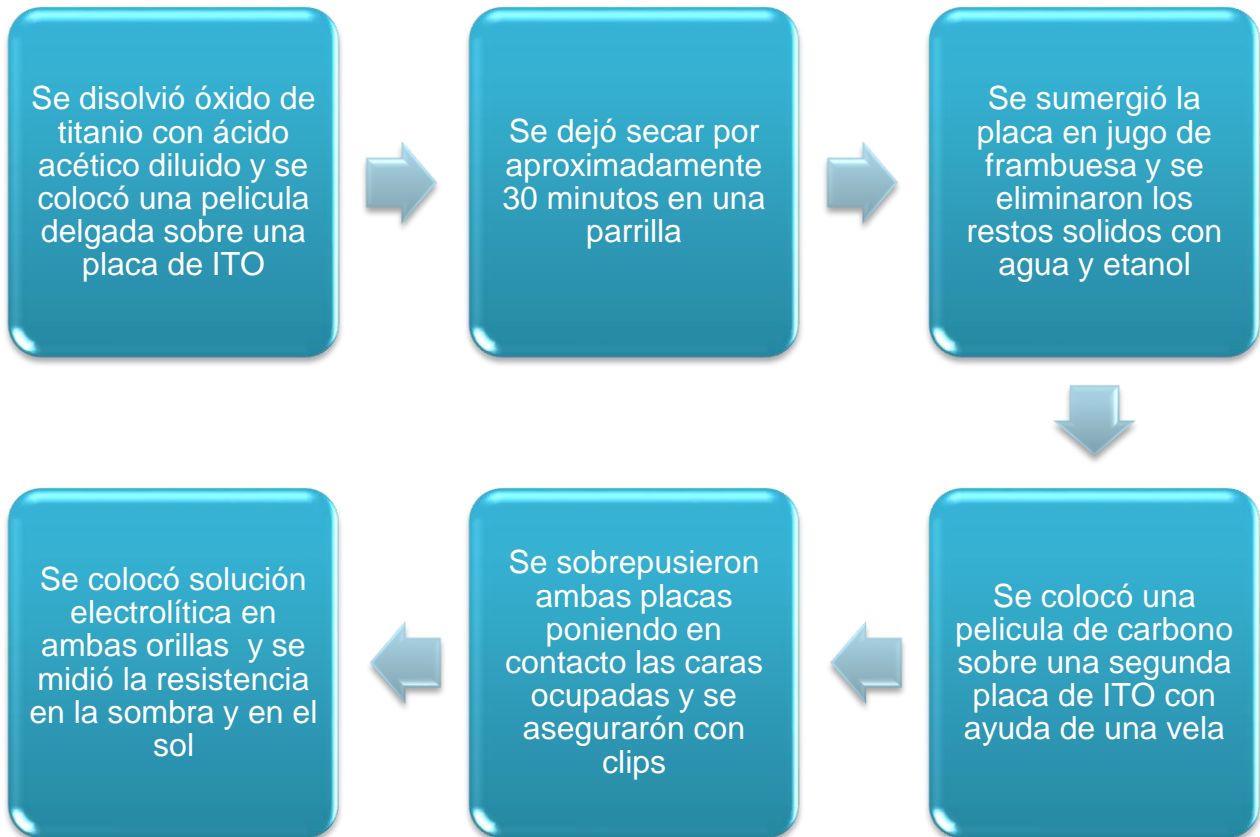 Se disolvió óxido de
titanio con ácido
acético diluido y se
colocó una pelicula
delgada sobre una
placa de ITO
Se dejó secar por
aproximadamente
30 minutos en una
parrilla
Se sumergió la
placa en jugo de
frambuesa y se
eliminaron los
restos solidos con
agua y etanol
Se colocó una
pelicula de carbono
sobre una segunda
placa de ITO con
ayuda de una vela
Se sobrepusieron
ambas placas
poniendo en
contacto las caras
ocupadas y se
asegurarón con
clips
Se colocó solución
electrolítica en
ambas orillas y se
midió la resistencia
en la sombra y en el
sol